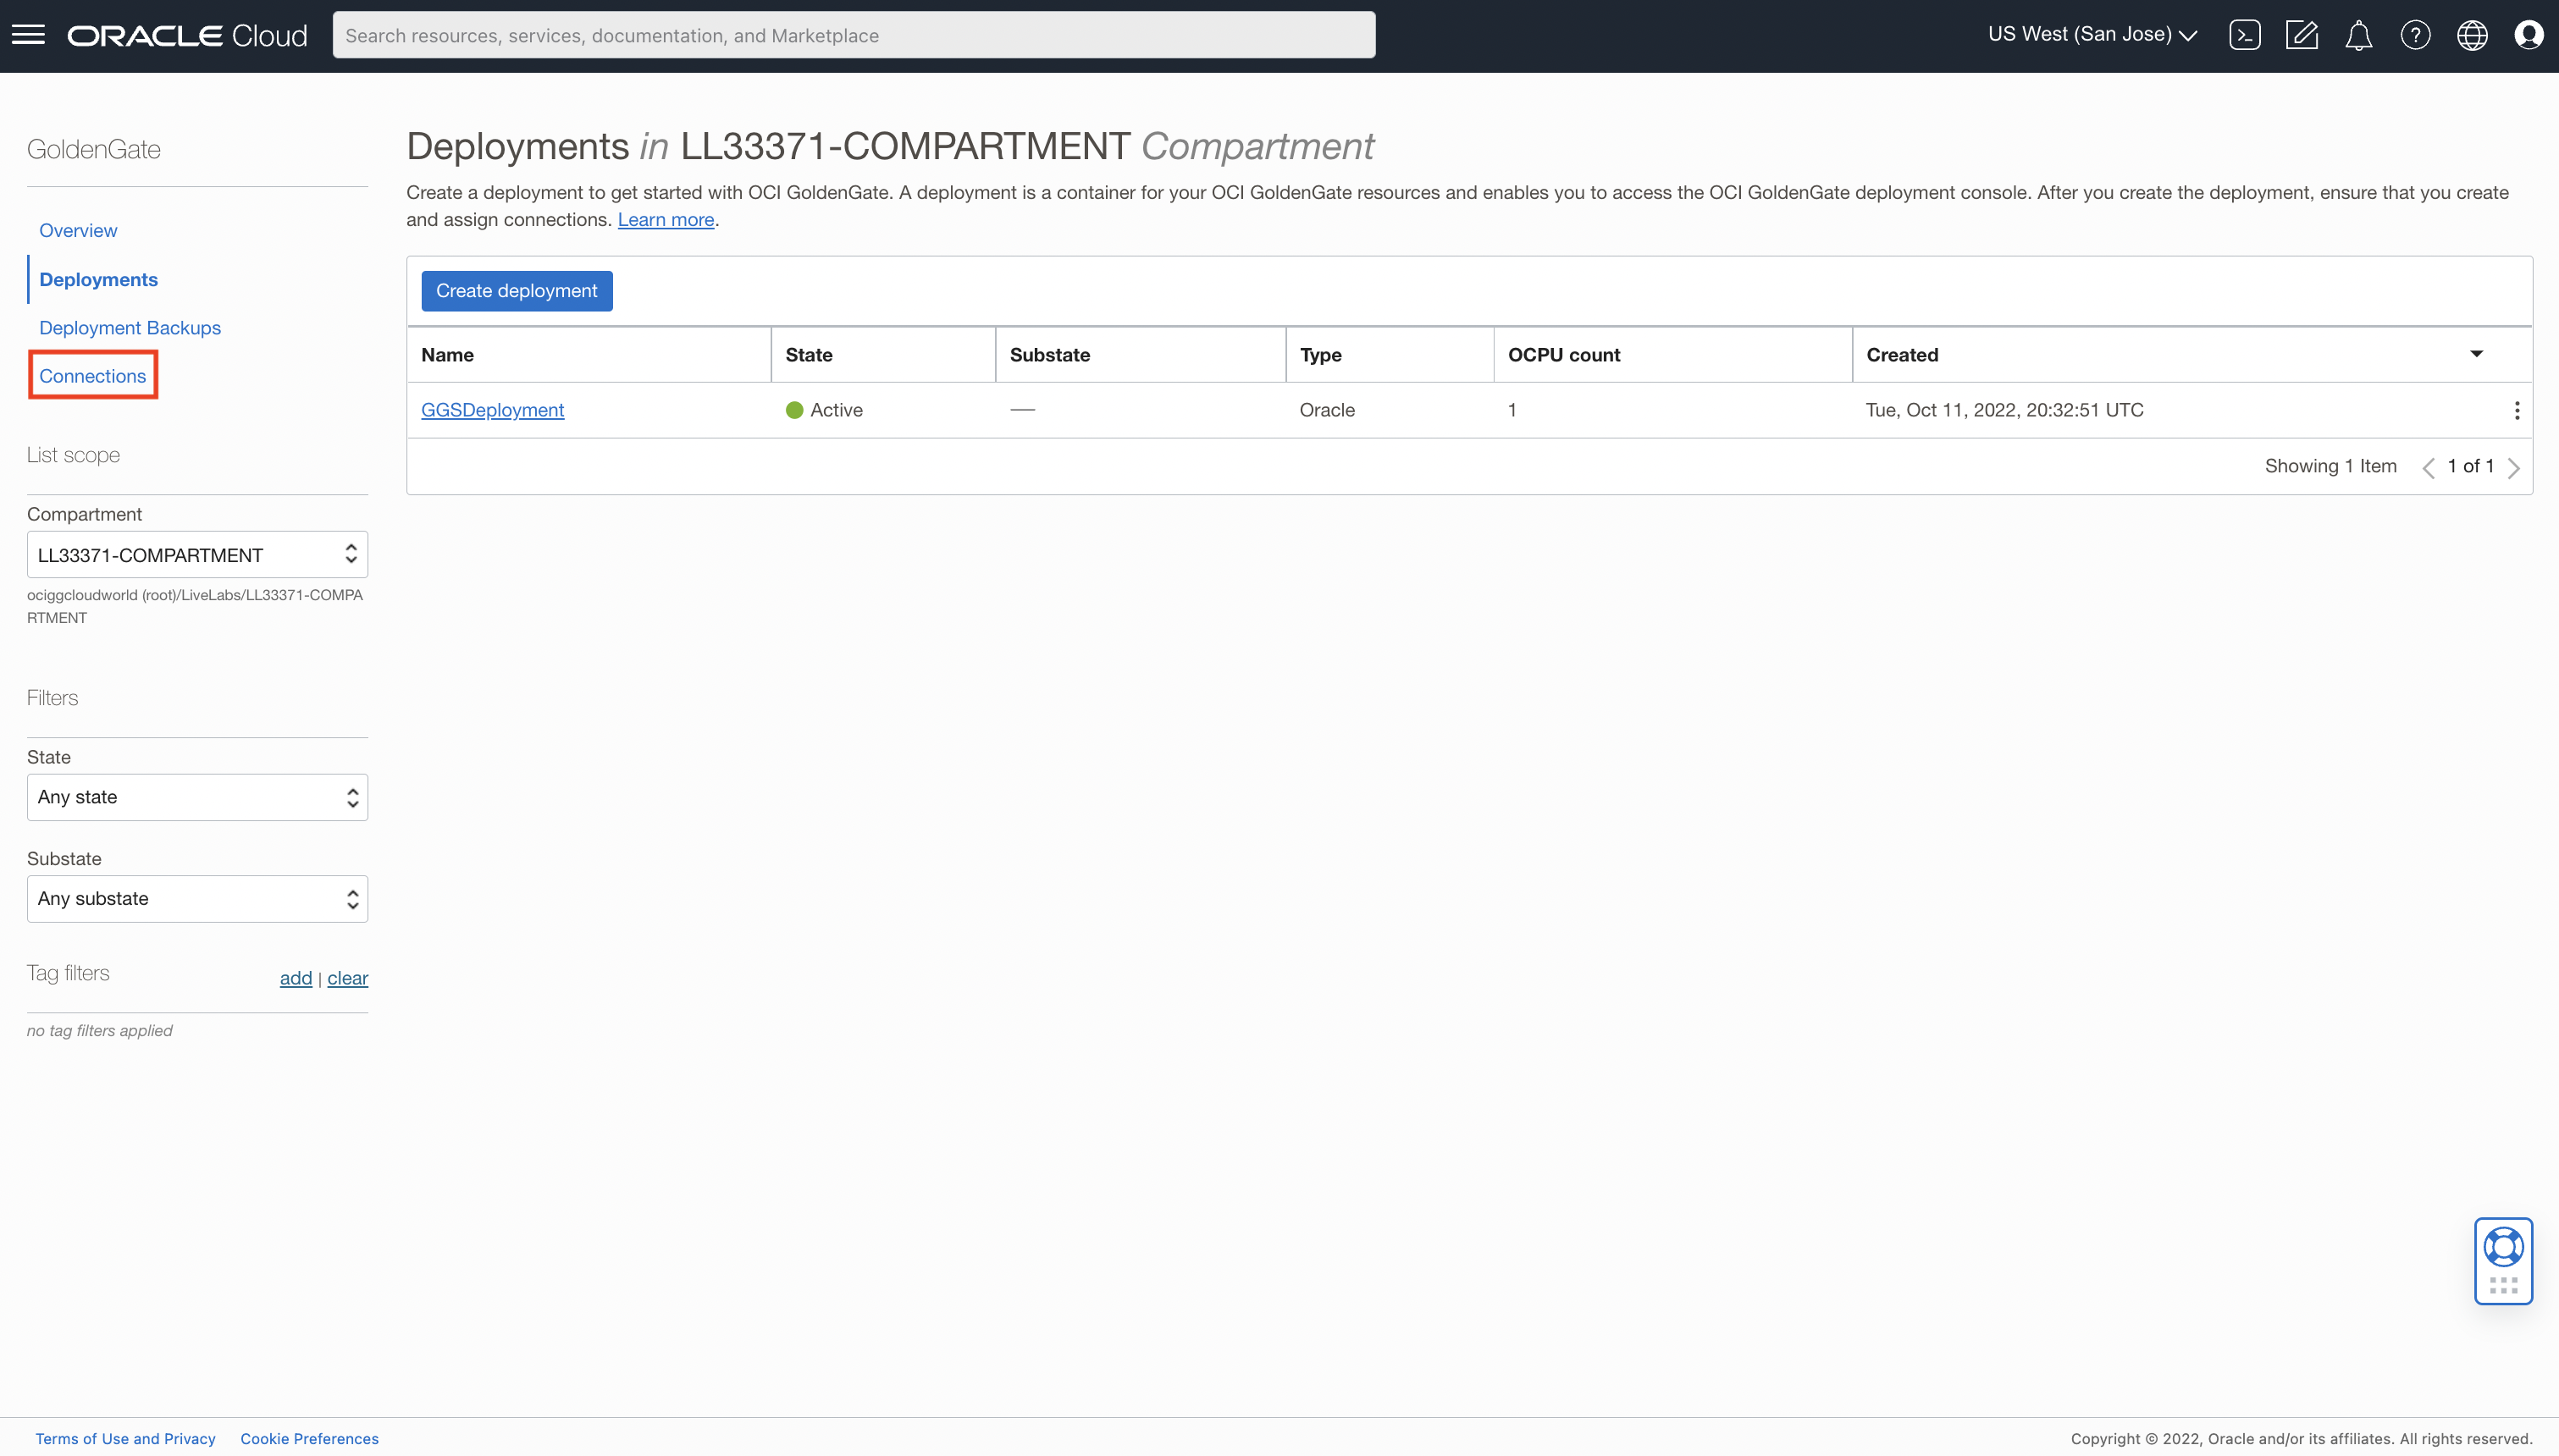 ORACLE Cloud
Search resources, services, documentation, and Marketplace
US West (San Jose)
GoldenGate
Overview
Deployments
Deployment Backups
Connections
List scope
Compartment
LL33371-COMPARTMENT
ociggcloudworld (root)/LiveLabs/LL33371-COMPA
RTMENT
Filters
State
Any state
Substate
Any substate
Tag filters add | clear
no tag filters applied
Deployments in LL33371-COMPARTMENT Compartment
Create a deployment to get started with OCI GoldenGate. A deployment is a container for your OCI GoldenGate resources and enables you to access the OCI GoldenGate deployment console. After you create the deployment, ensure that you create
and assign connections. Learn more.
Create deployment
Name State Substate Type OCPU count Created
GGSDeployment Active — Oracle 1 Tue, Oct 11, 2022, 20:32:51 UTC
Showing 1 Item 1 of 1
Terms of Use and Privacy Cookie Preferences
Copyright © 2022, Oracle and/or its affiliates. All rights reserved.